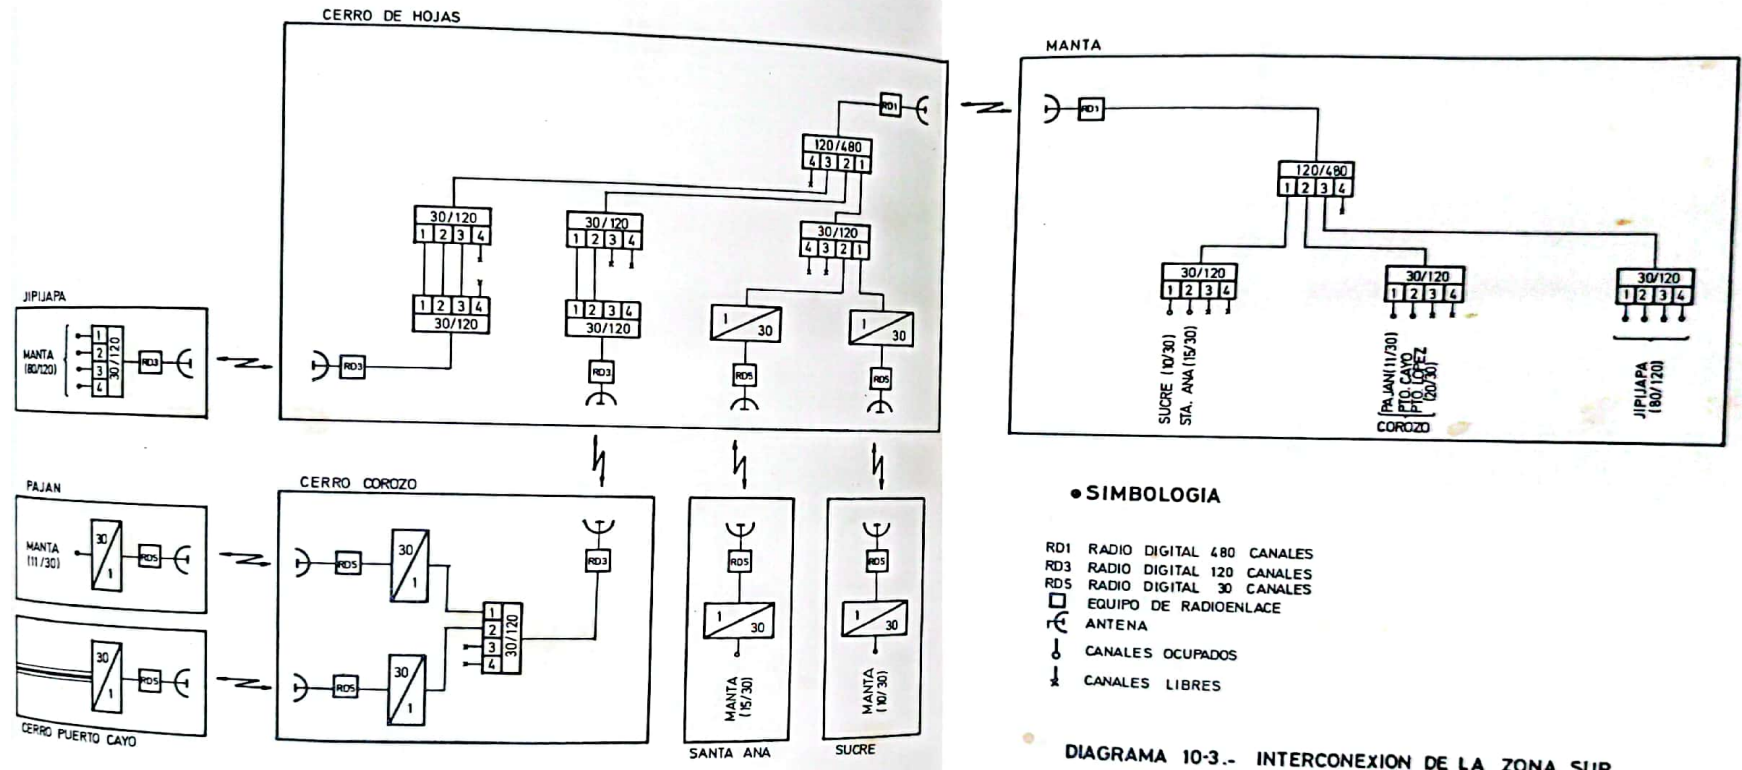 CERRO DE HOJAS
RD1
120/480
4 3 2 1
30/120
1 2 3 4
30/120
1 2 3 4
30/120
4 3 2 1
1 2 3 4
30/120
1 2 3 4
30/120
1
30
1
30
RD3
RD3
RD5
RD5
JIPIJAPA
MANTA
(80/120)
1
2
3
4
30/120
RD3
PAJAN
MANTA
(11/30)
30
1
RD5
30
1
RD5
CERRO PUERTO CAYO
CERRO COROZO
RD5
30
1
RD3
1
2
3
4
30/120
RD5
30
1
RD5
1
30
MANTA
(15/30)
SANTA ANA
RD5
1
30
MANTA
(10/30)
SUCRE
MANTA
RD1
120/480
1 2 3 4
30/120
1 2 3 4
SUCRE (10/30)
STA. ANA (15/30)
30/120
1 2 3 4
PAJAN (11/30)
PTO. CAYO
PTO. LOPEZ
(20/30)
COROZO
30/120
1 2 3 4
JIPIJAPA
(80/120)
• SIMBOLOGIA
RD1 RADIO DIGITAL 480 CANALES
RD3 RADIO DIGITAL 120 CANALES
RD5 RADIO DIGITAL 30 CANALES
EQUIPO DE RADIOENLACE
ANTENA
CANALES OCUPADOS
CANALES LIBRES
DIAGRAMA 10-3.- INTERCONEXION DE LA ZONA SUR